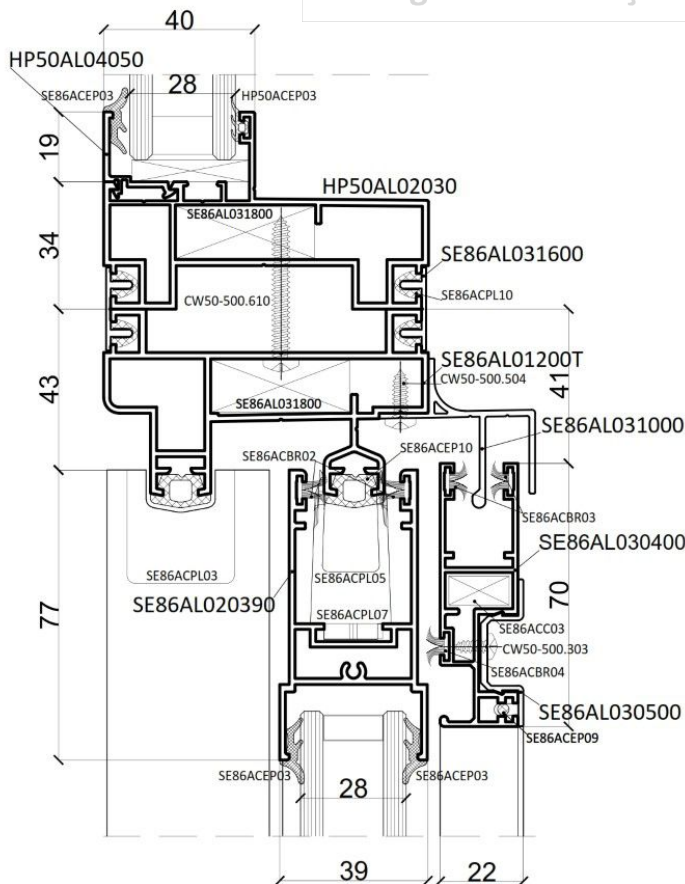 40
HP50AL04050
28
SE86ACEP03
HP50ACEP03
19
HP50AL02030
SE86AL031800
34
SE86AL031600
CW50-500.610
SE86ACPL10
SE86AL01200T
CW50-500.504
43
41
SE86AL031800
SE86AL031000
SE86ACBR02
SE86ACEP10
SE86ACBR03
SE86AL030400
SE86ACPL03
SE86ACPL05
SE86AL020390
SE86ACPL07
SE86ACC03
70
77
CW50-500.303
SE86ACBR04
SE86AL030500
SE86ACEP09
SE86ACEP03
SE86ACEP03
28
39
22